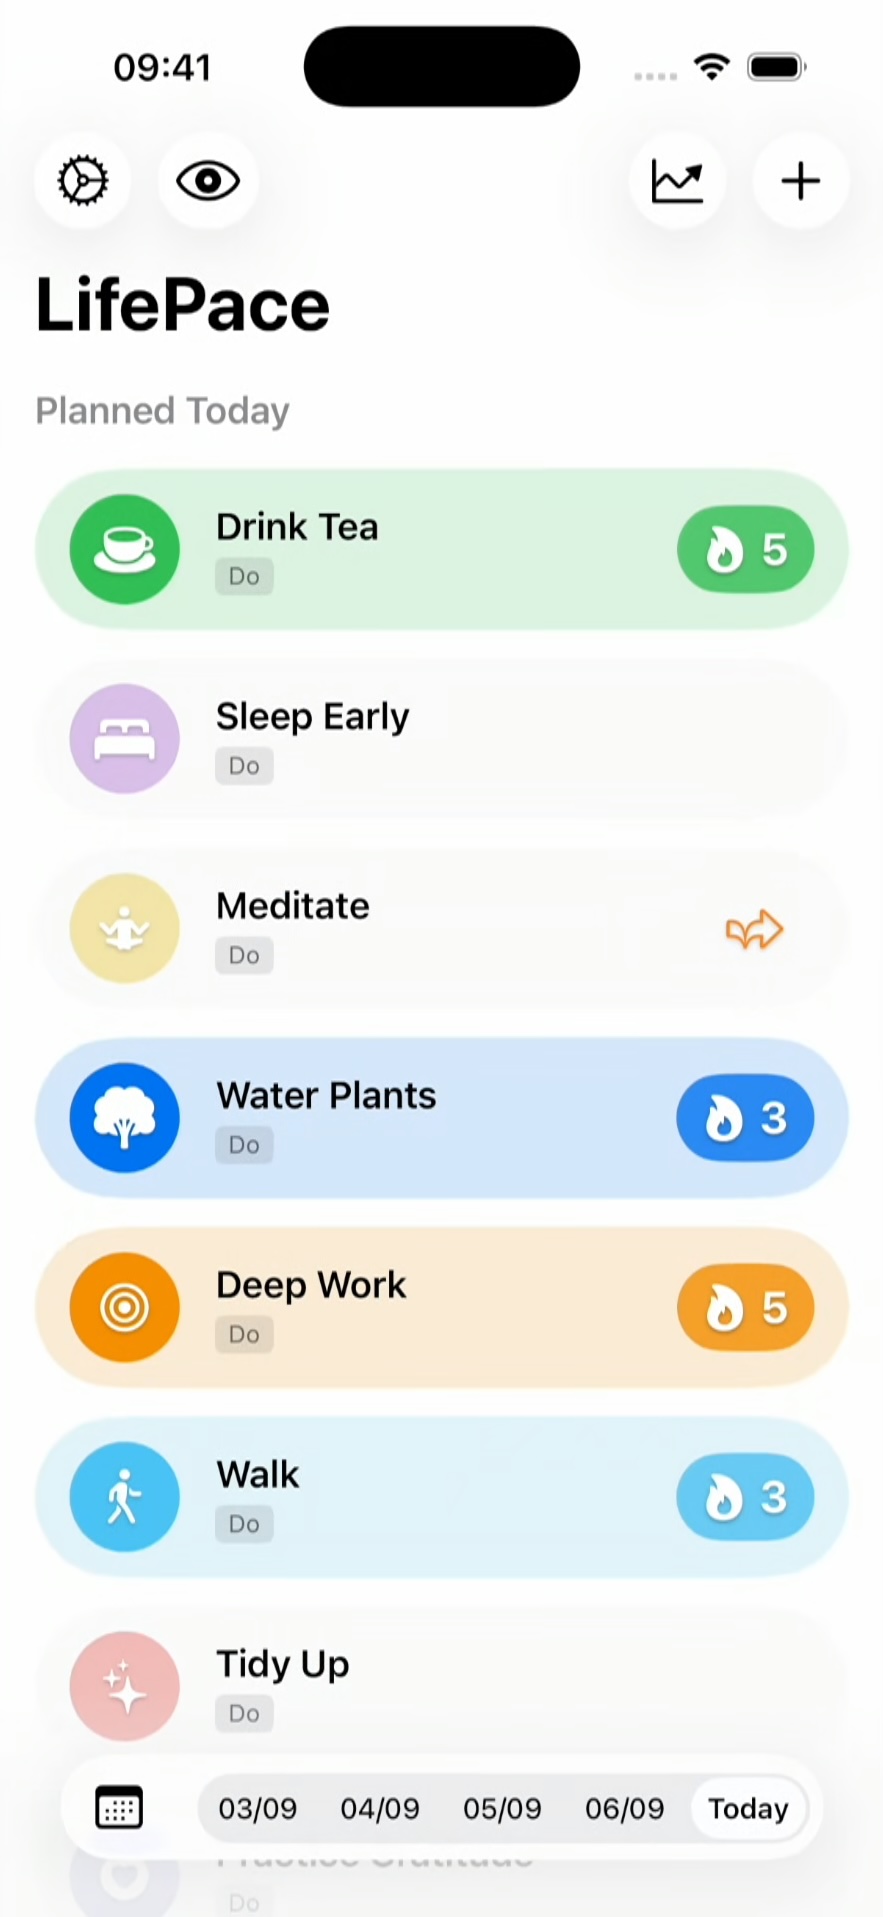 09:41
LifePace
Planned Today
Drink Tea
Do
5
Sleep Early
Do
Meditate
Do
Water Plants
Do
3
Deep Work
Do
5
Walk
Do
3
Tidy Up
Do
03/09 04/09 05/09 06/09 Today
Practice Gratitude
Do